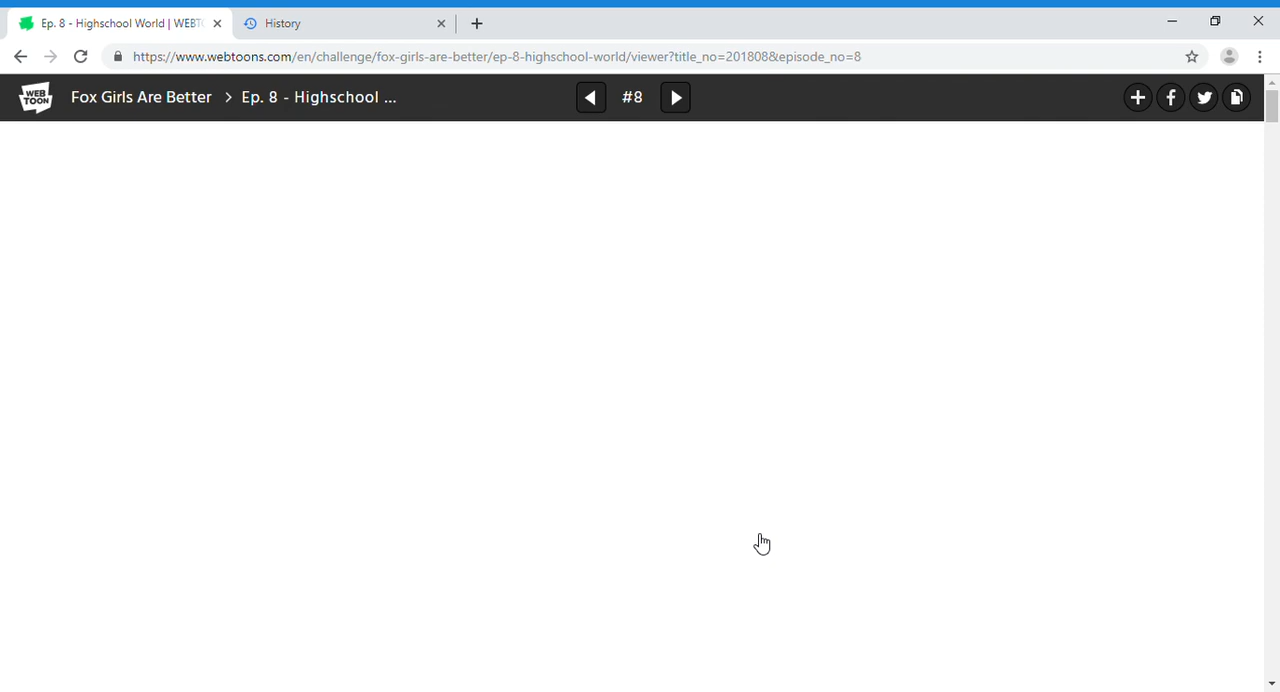 Ep. 8 - Highschool World | WEBT
History
https://www.webtoons.com/en/challenge/fox-girls-are-better/ep-8-highschool-world/viewer?title_no=201808&episode_no=8
WEB
TOON
Fox Girls Are Better > Ep. 8 - Highschool ...
#8